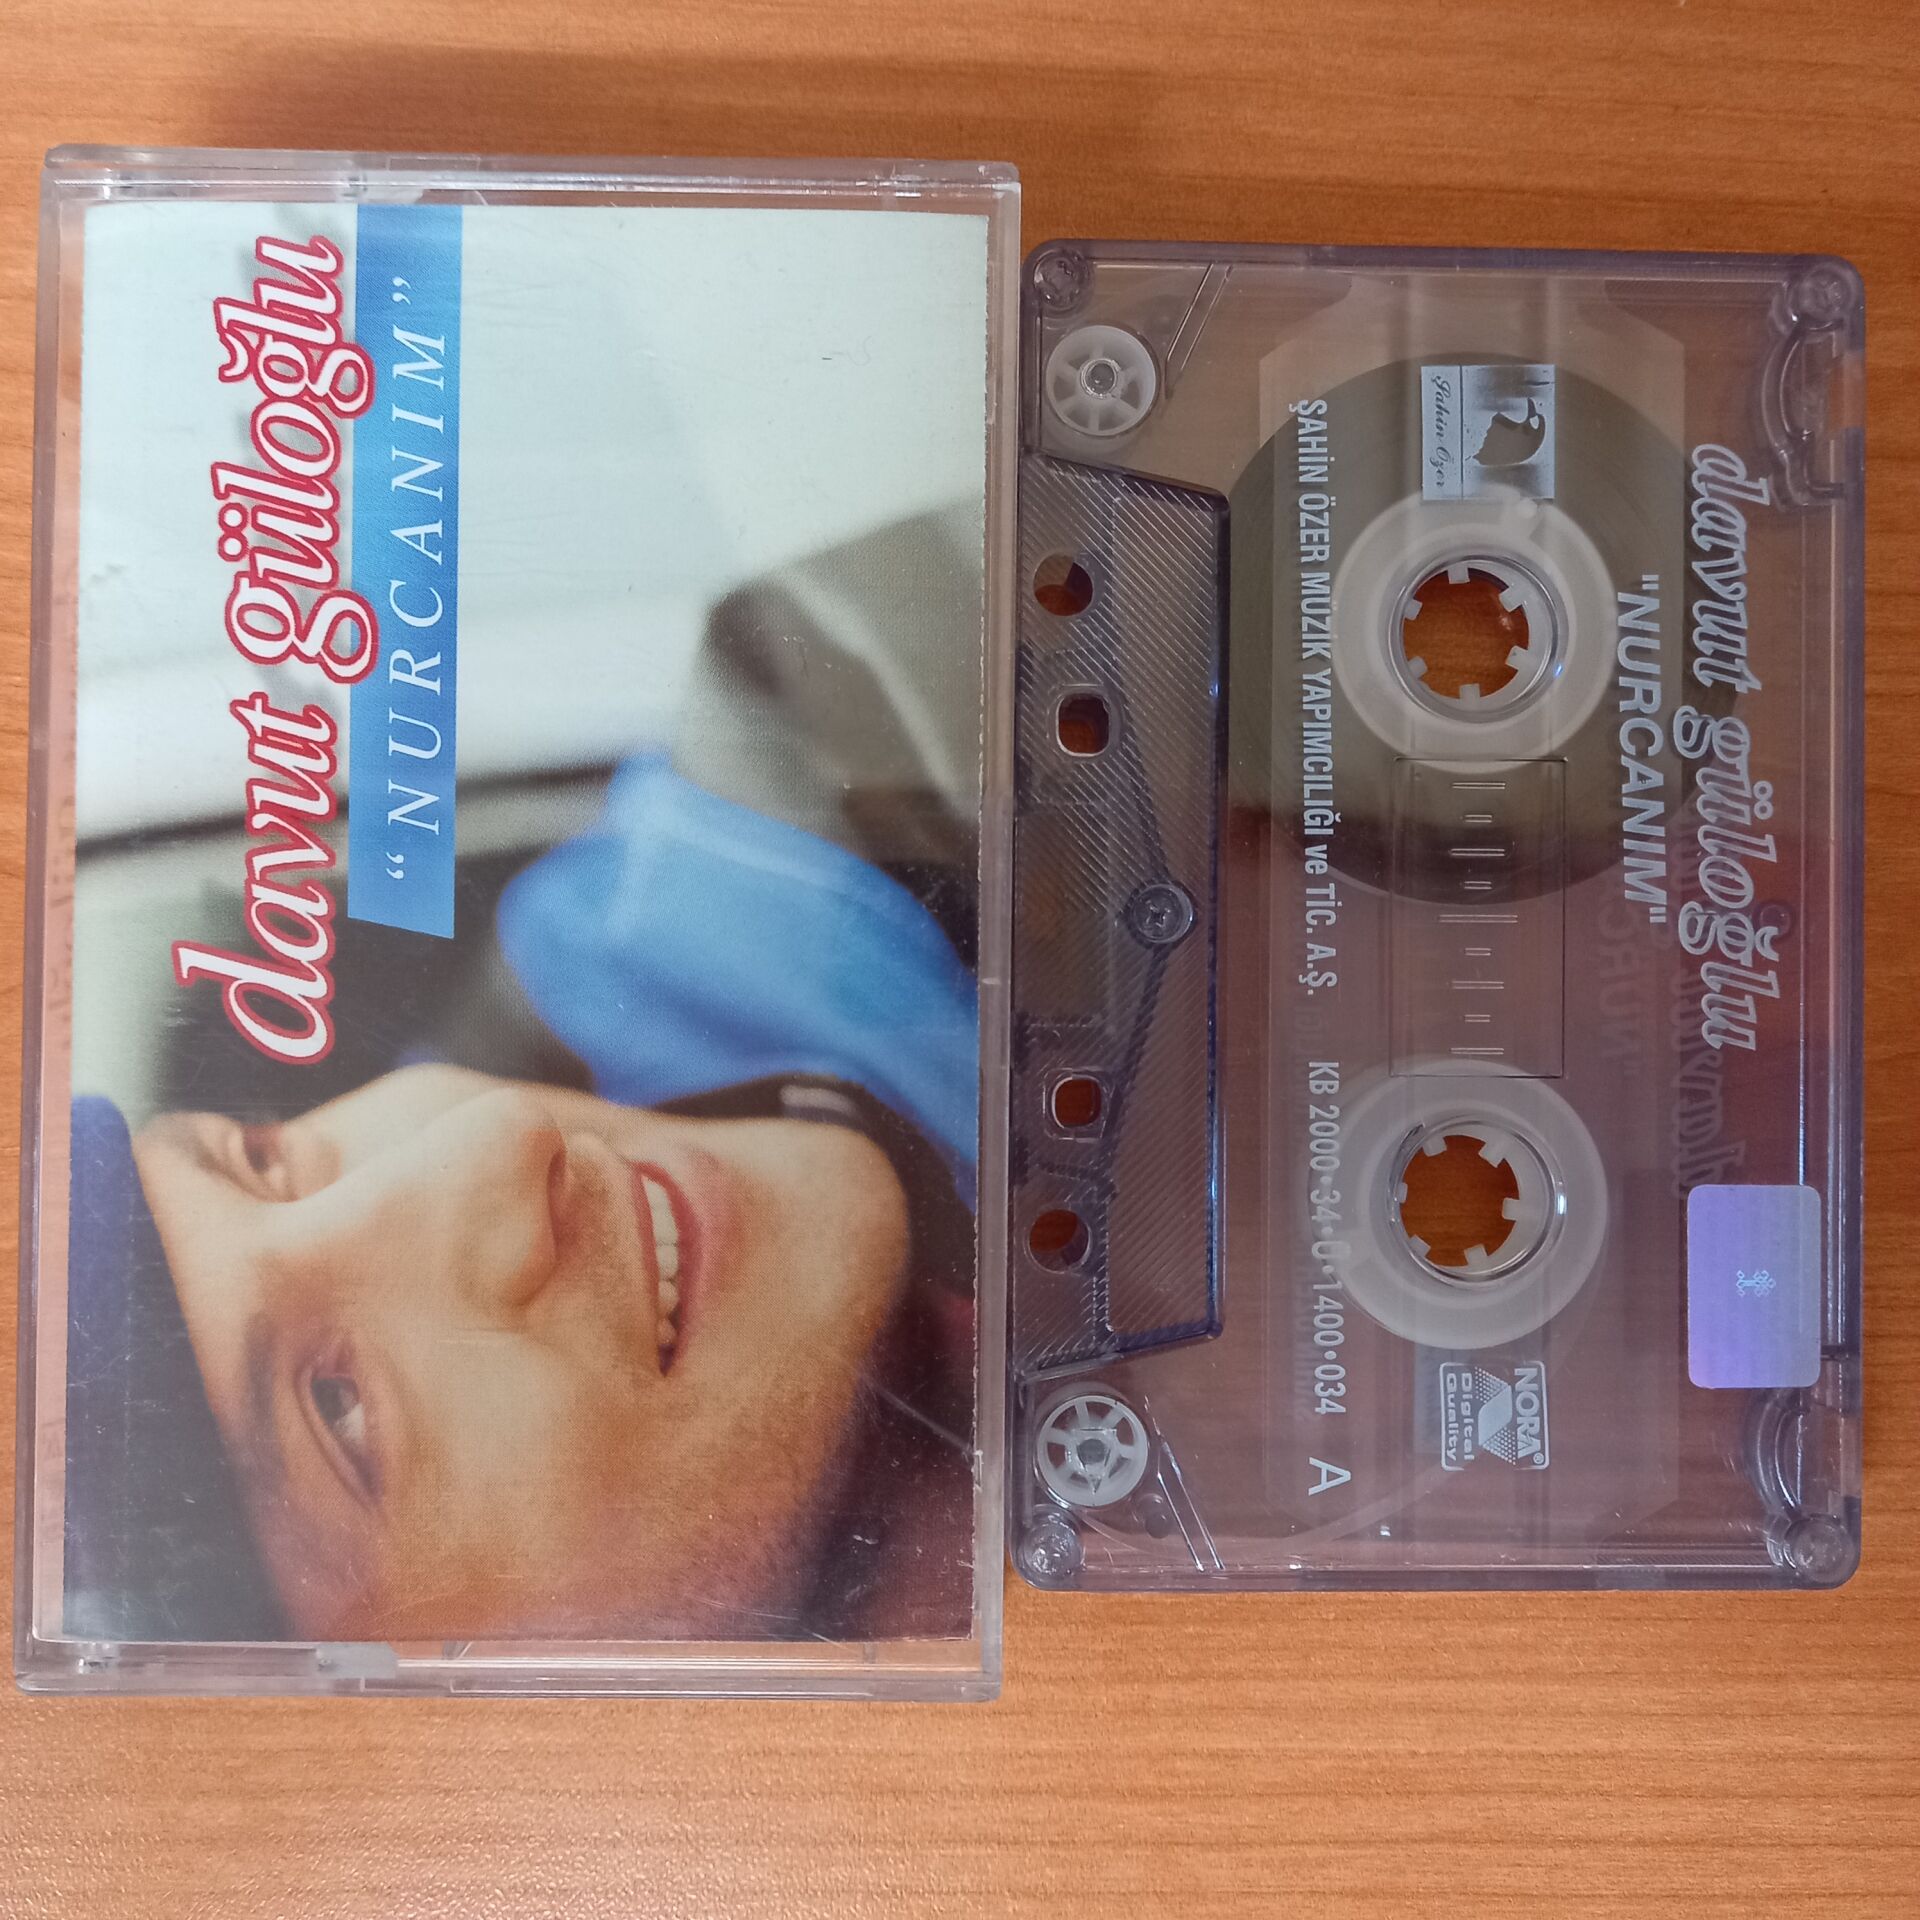 davut güloğlu
“NURCANIM”
davut güloğlu
"NURCANIM"
Şahin Özer
NORA®
Digital
Quality
ŞAHİN ÖZER MÜZİK YAPIMCILIĞI ve TİC. A.Ş. KB 2000•34•Ü•1400•034 A